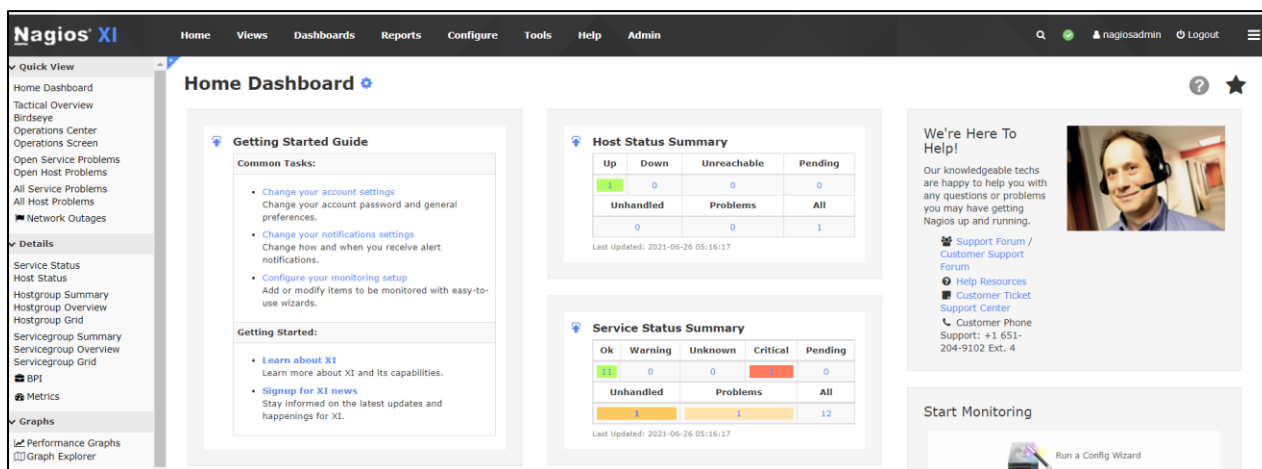 Nagios® XI
Home Views Dashboards Reports Configure Tools Help Admin
nagiosadmin Logout
Quick View
Home Dashboard
Tactical Overview
Birdseye
Operations Center
Operations Screen
Open Service Problems
Open Host Problems
All Service Problems
All Host Problems
Network Outages
Details
Service Status
Host Status
Hostgroup Summary
Hostgroup Overview
Hostgroup Grid
Servicegroup Summary
Servicegroup Overview
Servicegroup Grid
BPI
Metrics
Graphs
Performance Graphs
Graph Explorer
Home Dashboard
Getting Started Guide
Common Tasks:
Change your account settings
Change your account password and general
preferences.
Change your notifications settings
Change how and when you receive alert
notifications.
Configure your monitoring setup
Add or modify items to be monitored with easy-to-
use wizards.
Getting Started:
Learn about XI
Learn more about XI and its capabilities.
Signup for XI news
Stay informed on the latest updates and
happenings for XI.
Host Status Summary
Up Down Unreachable Pending
1 0 0 0
Unhandled Problems All
0 0 1
Last Updated: 2021-06-26 05:16:17
Service Status Summary
Ok Warning Unknown Critical Pending
11 0 0 1 0
Unhandled Problems All
1 1 12
Last Updated: 2021-06-26 05:16:17
We're Here To
Help!
Our knowledgeable techs
are happy to help you with
any questions or problems
you may have getting
Nagios up and running.
Support Forum /
Customer Support
Forum
Help Resources
Customer Ticket
Support Center
Customer Phone
Support: +1 651-
204-9102 Ext. 4
Start Monitoring
Run a Config Wizard